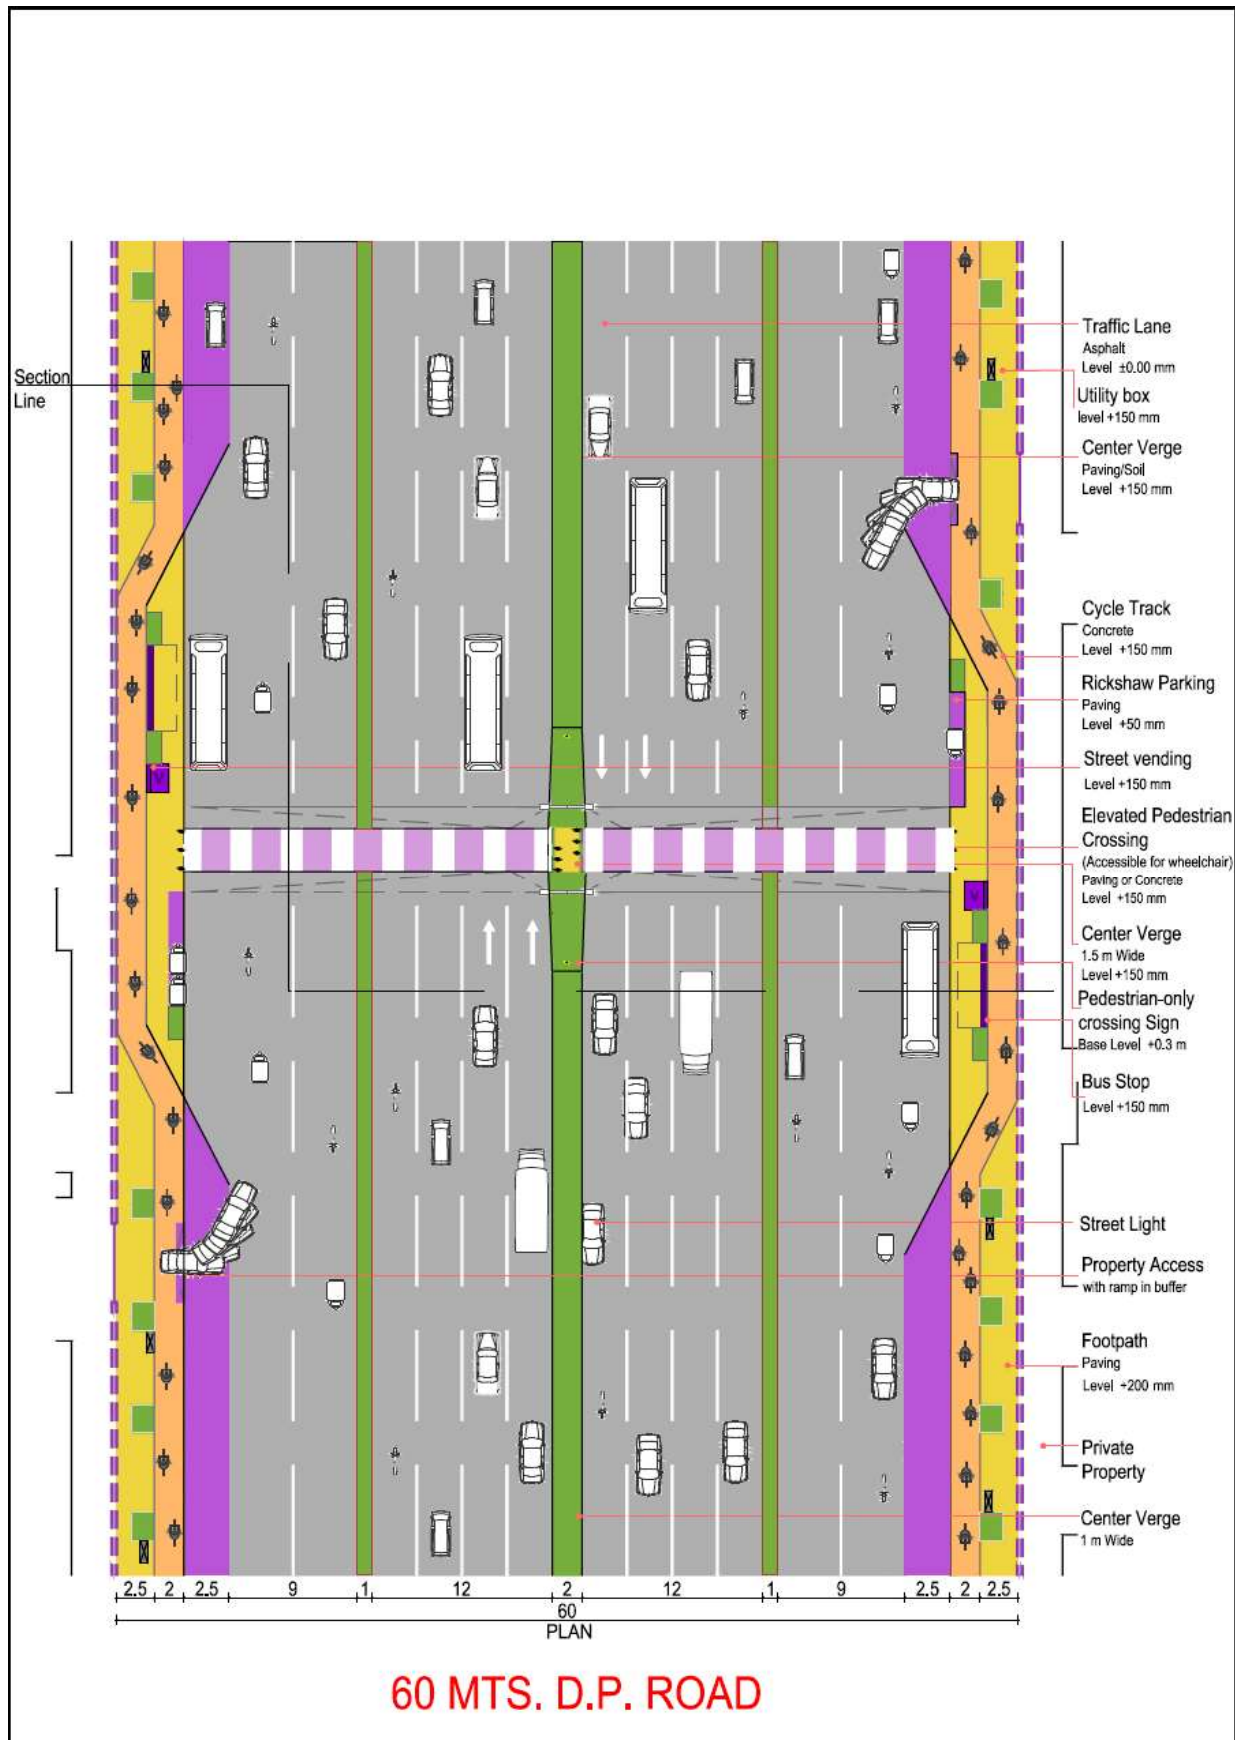 Section
Line
Traffic Lane
Asphalt
Level ±0.00 mm
Utility box
level +150 mm
Center Verge
Paving/Soil
Level +150 mm
Cycle Track
Concrete
Level +150 mm
Rickshaw Parking
Paving
Level +50 mm
Street vending
Level +150 mm
Elevated Pedestrian
Crossing
(Accessible for wheelchair)
Paving or Concrete
Level +150 mm
Center Verge
1.5 m Wide
Level +150 mm
Pedestrian-only
crossing Sign
Base Level +0.3 m
Bus Stop
Level +150 mm
Street Light
Property Access
with ramp in buffer
Footpath
Paving
Level +200 mm
Private
Property
Center Verge
1 m Wide
V
V
2.5 2 2.5 9 1 12 2 12 1 9 2.5 2 2.5
60
PLAN
60 MTS. D.P. ROAD